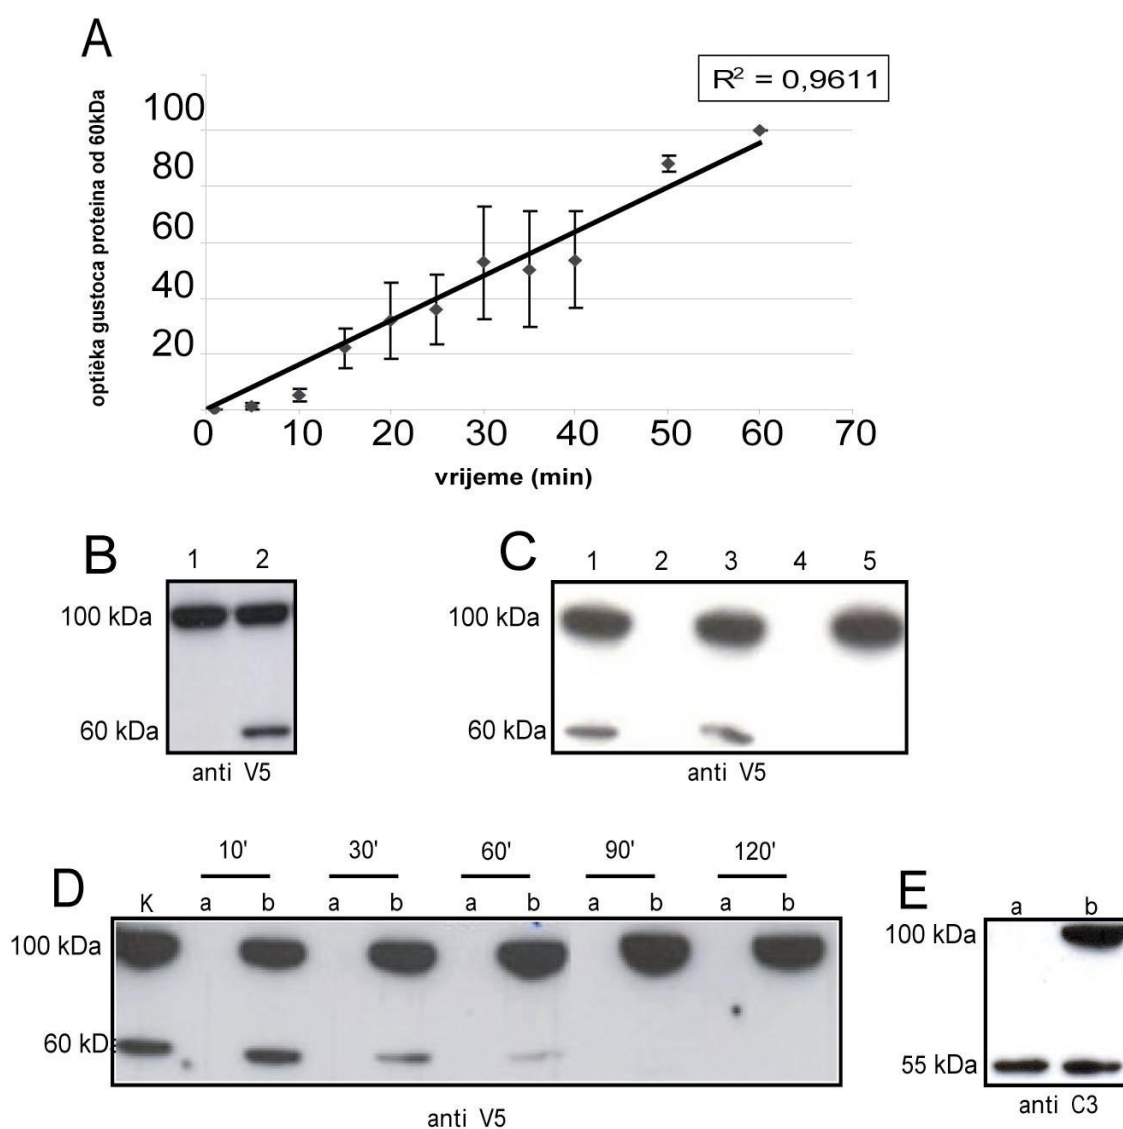 A
R² = 0,9611
optièka gustoca proteina od 60kDa
100
80
60
40
20
0 10 20 30 40 50 60 70
vrijeme (min)
B
1 2
100 kDa
60 kDa
anti V5
C
1 2 3 4 5
100 kDa
60 kDa
anti V5
D
10' 30' 60' 90' 120'
K a b a b a b a b a b
100 kDa
60 kD
anti V5
E
a b
100 kDa
55 kDa
anti C3